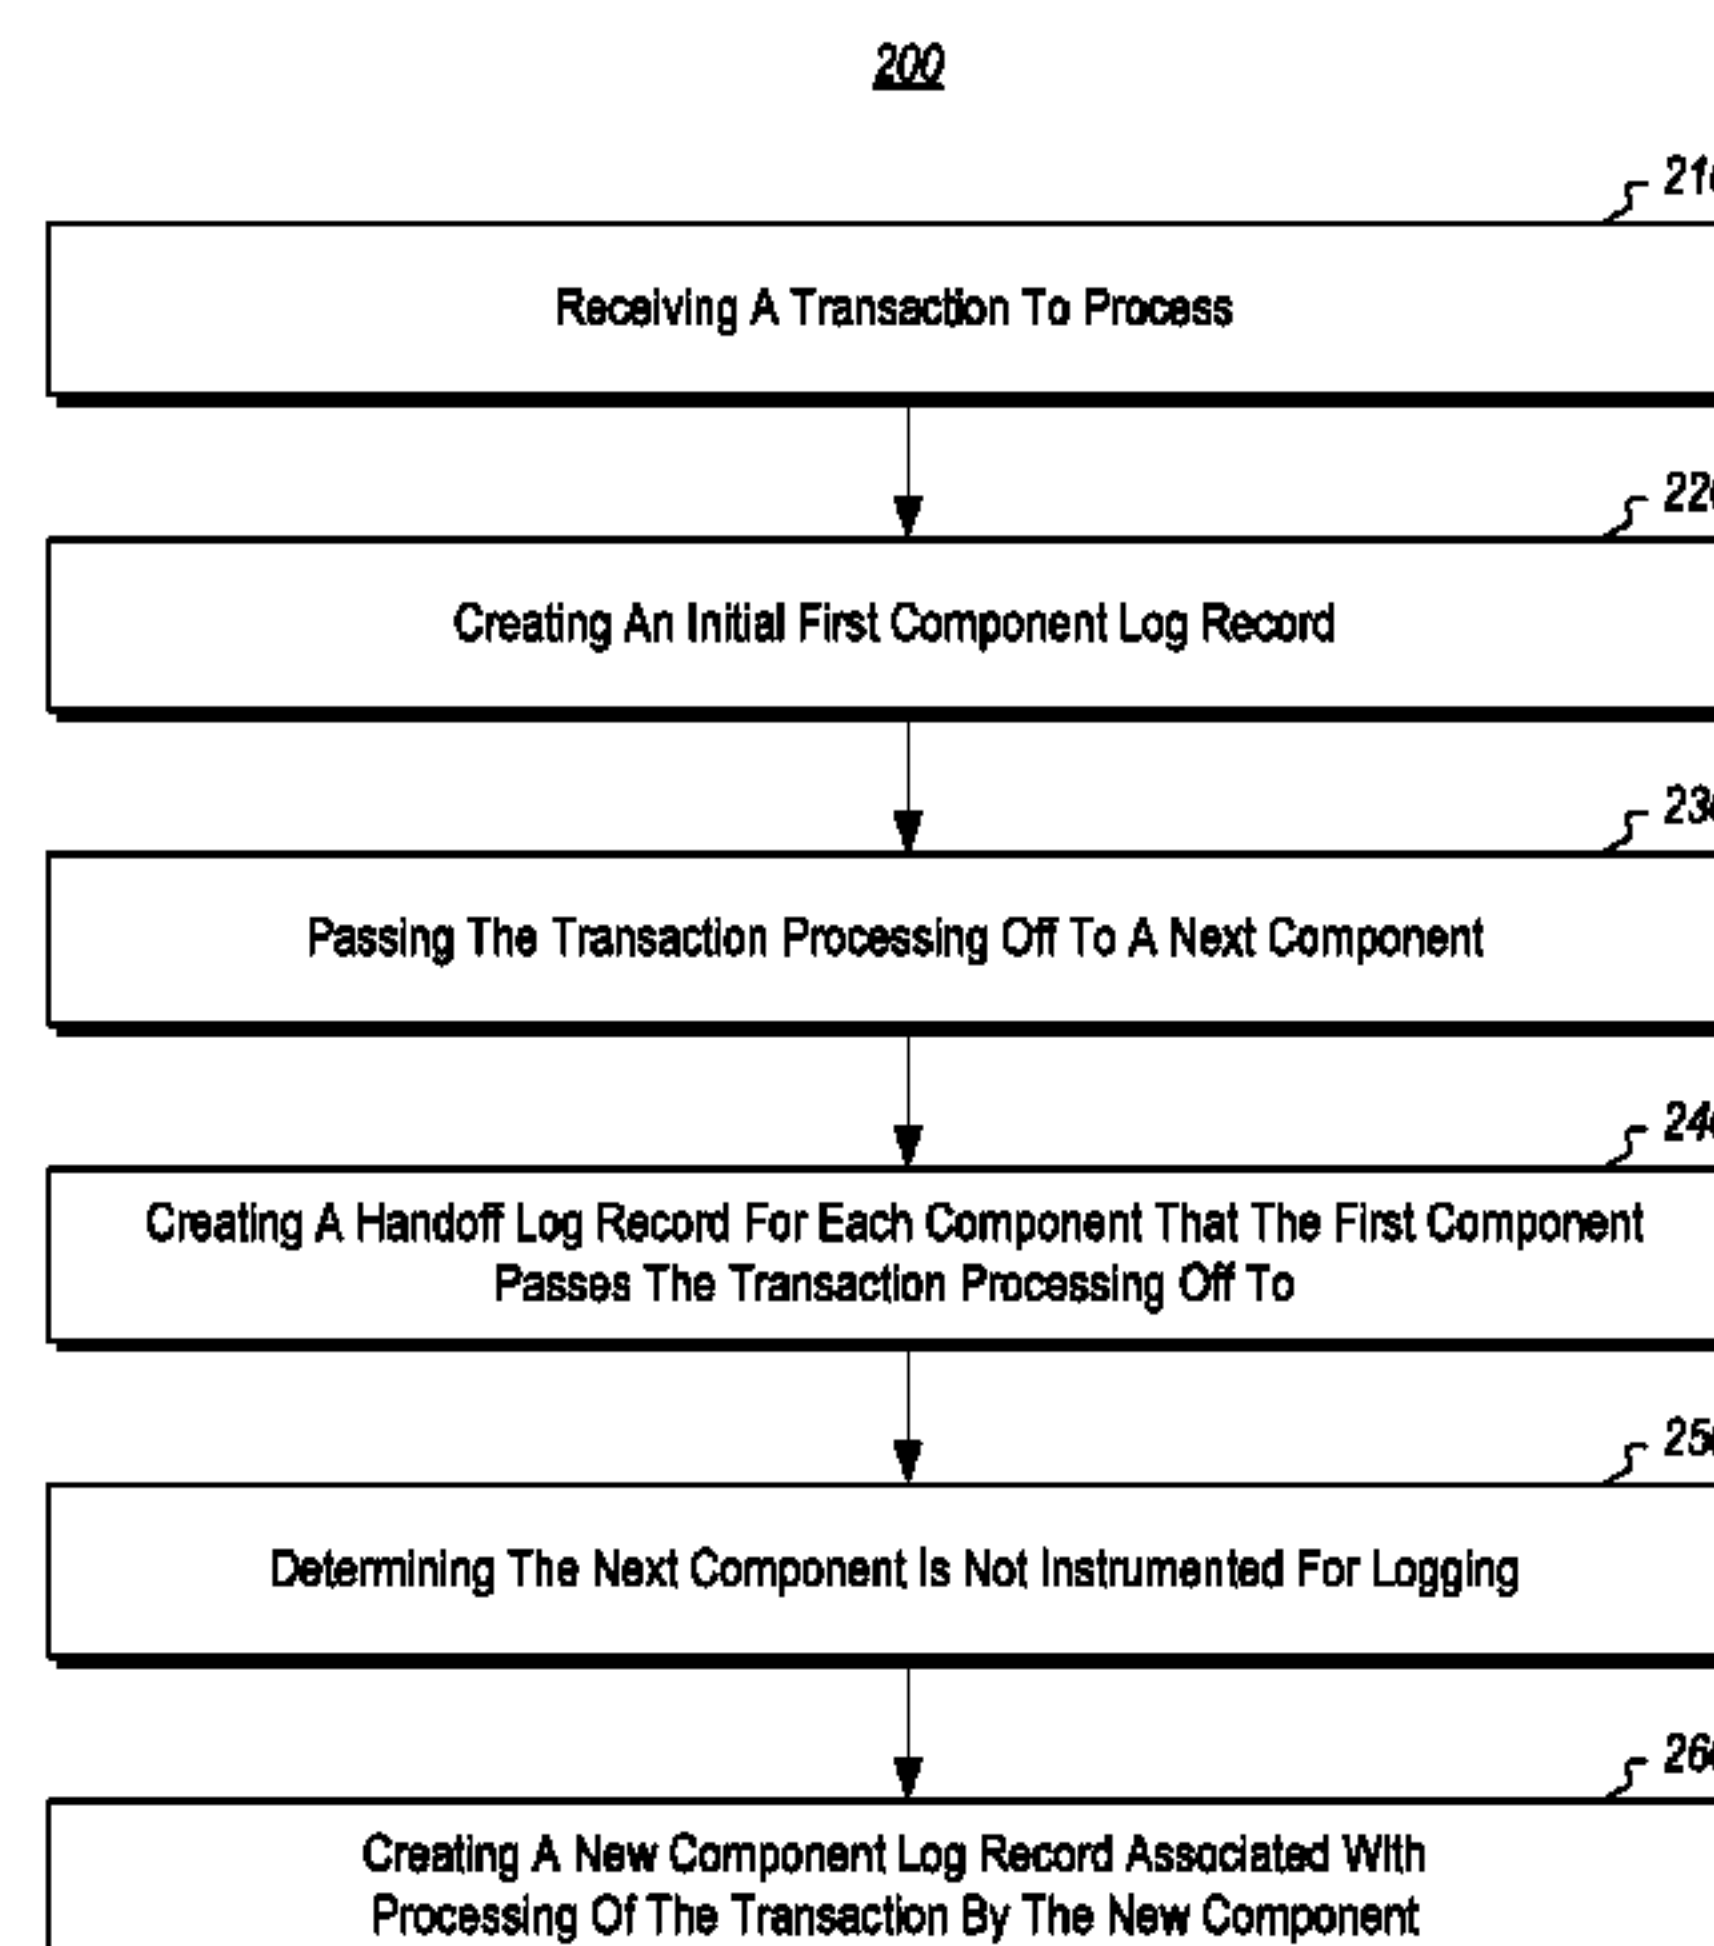 200
Receiving A Transaction To Process
Creating An Initial First Component Log Record
Passing The Transaction Processing Off To A Next Component
Creating A Handoff Log Record For Each Component That The First Component
Passes The Transaction Processing Off To
Determining The Next Component Is Not Instrumented For Logging
Creating A New Component Log Record Associated With
Processing Of The Transaction By The New Component